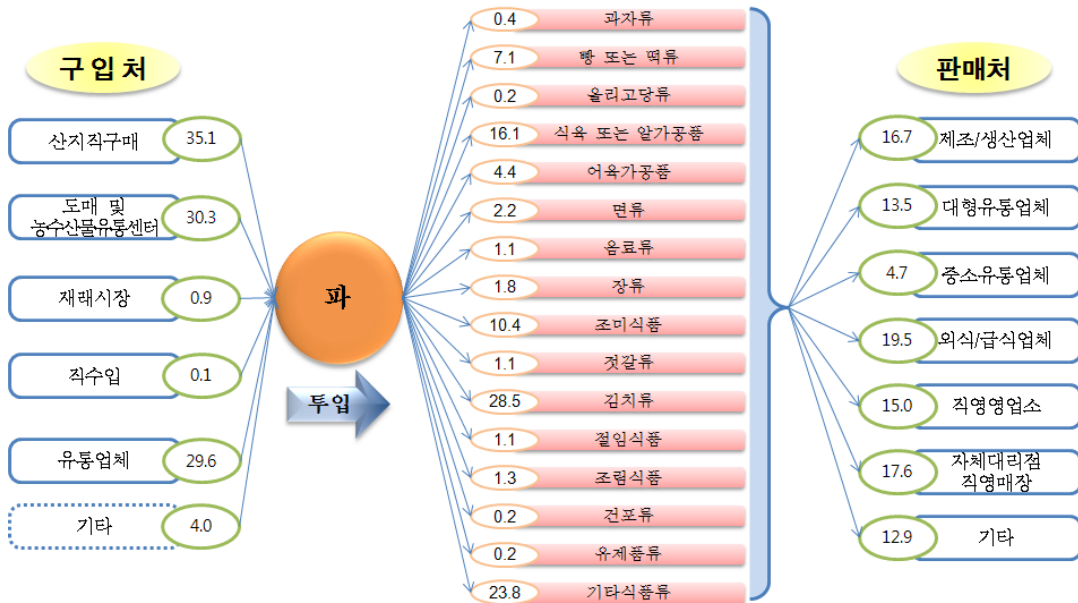 구입처
산지직구매 35.1
도매 및
농수산물유통센터 30.3
재래시장 0.9
직수입 0.1
유통업체 29.6
기타 4.0
파
투입
0.4 과자류
7.1 빵 또는 떡류
0.2 올리고당류
16.1 식육 또는 알가공품
4.4 어육가공품
2.2 면류
1.1 음료류
1.8 장류
10.4 조미식품
1.1 젓갈류
28.5 김치류
1.1 절임식품
1.3 조림식품
0.2 건포류
0.2 유제품류
23.8 기타식품류
판매처
16.7 제조/생산업체
13.5 대형유통업체
4.7 중소유통업체
19.5 외식/급식업체
15.0 직영영업소
17.6 자체대리점
직영매장
12.9 기타